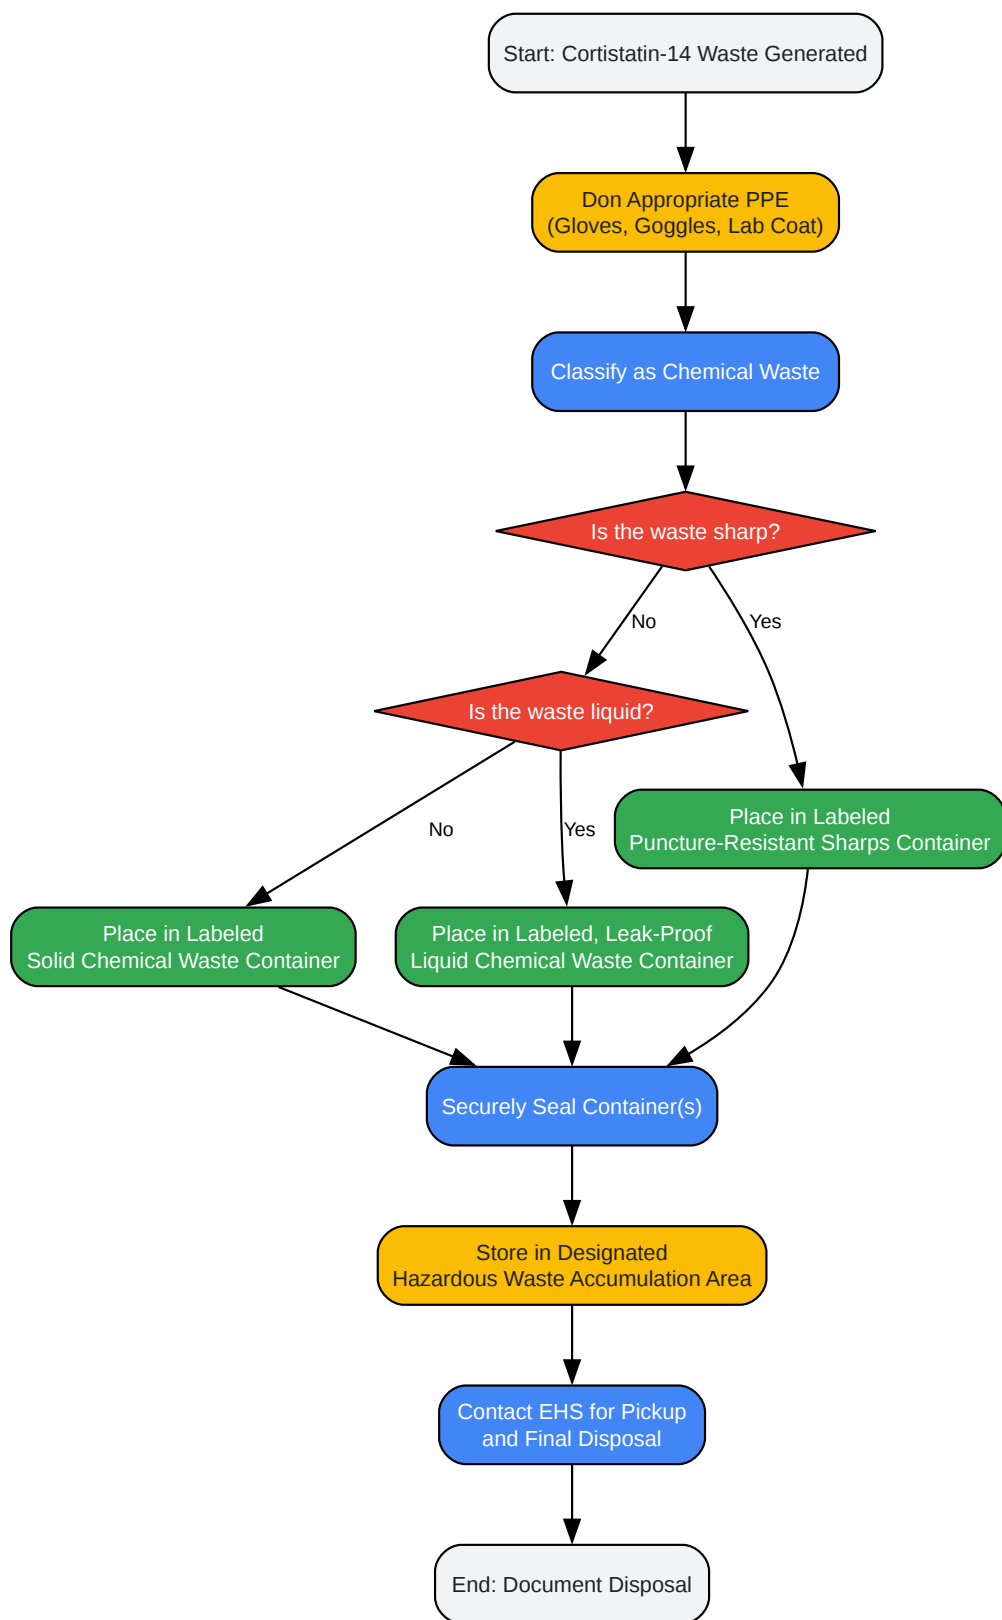 Start: Cortistatin-14 Waste Generated
Don Appropriate PPE
(Gloves, Goggles, Lab Coat)
Classify as Chemical Waste
Is the waste sharp?
No
Yes
Is the waste liquid?
Place in Labeled
Puncture-Resistant Sharps Container
No
Yes
Place in Labeled
Solid Chemical Waste Container
Place in Labeled, Leak-Proof
Liquid Chemical Waste Container
Securely Seal Container(s)
Store in Designated
Hazardous Waste Accumulation Area
Contact EHS for Pickup
and Final Disposal
End: Document Disposal